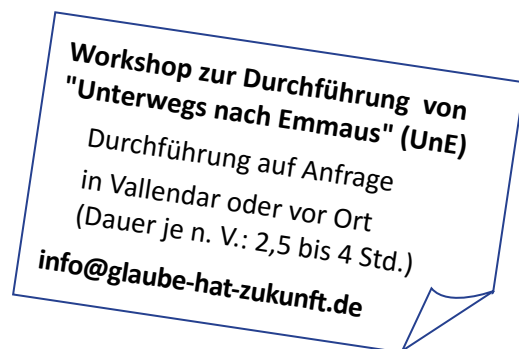 Workshop zur Durchführung von
"Unterwegs nach Emmaus" (UnE)
Durchführung auf Anfrage
in Vallendar oder vor Ort
(Dauer je n. V.: 2,5 bis 4 Std.)
info@glaube-hat-zukunft.de